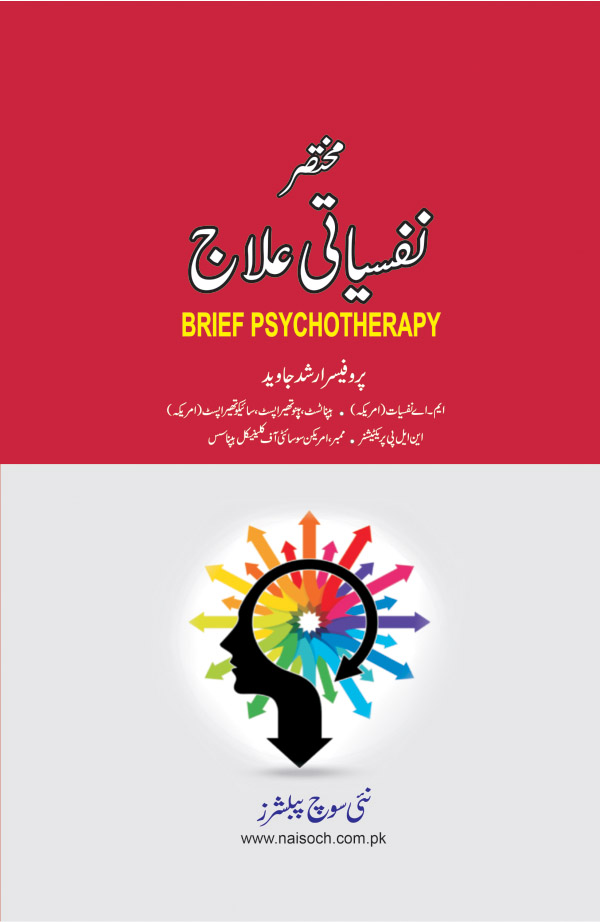 مختصر
نفسیاتی علاج
BRIEF PSYCHOTHERAPY
پروفیسر ارشد جاوید
ایم۔اے نفسیات (امریکہ) • ہپناٹسٹ، ہپنوتھیراپسٹ، سائیکوتھیراپسٹ (امریکہ)
این ایل پی پریکٹیشنر • ممبر، امریکن سوسائٹی آف کلینیکل ہپناسس
نئی سوچ پبلشرز
www.naisoch.com.pk